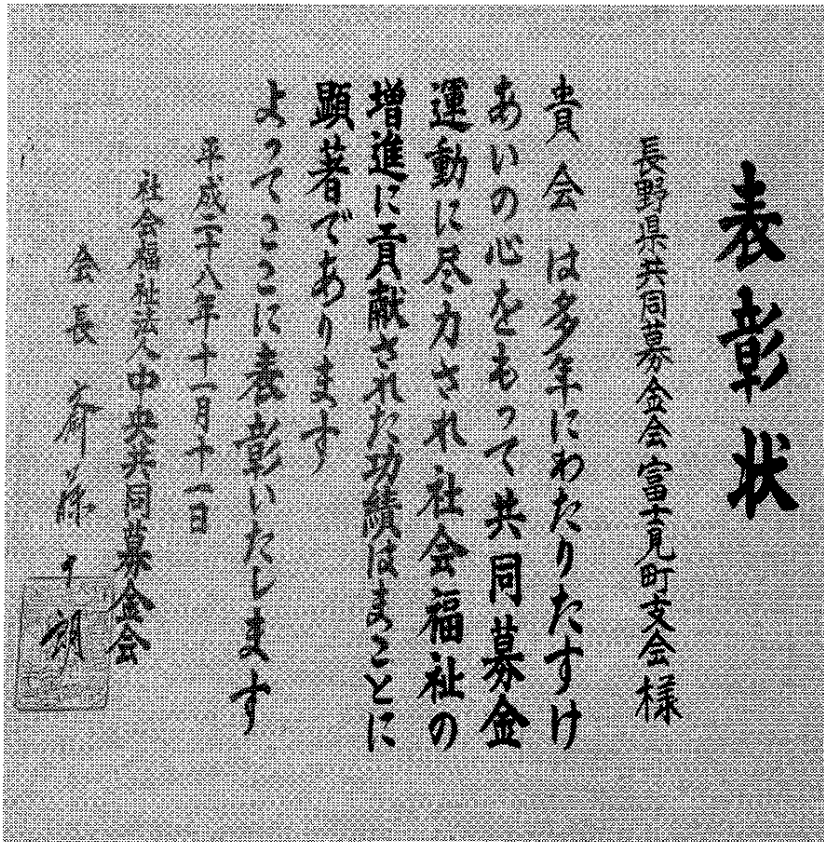 表彰状
長野県共同募金会富士見町支会様
貴会は多年にわたりたすけ
あいの心をもって共同募金
運動に尽力され社会福祉の
増進に貢献された功績はまことに
顕著であります
よってここに表彰いたします
平成二十八年十一月十一日
社会福祉法人中央共同募金会
会長 斎藤十朗